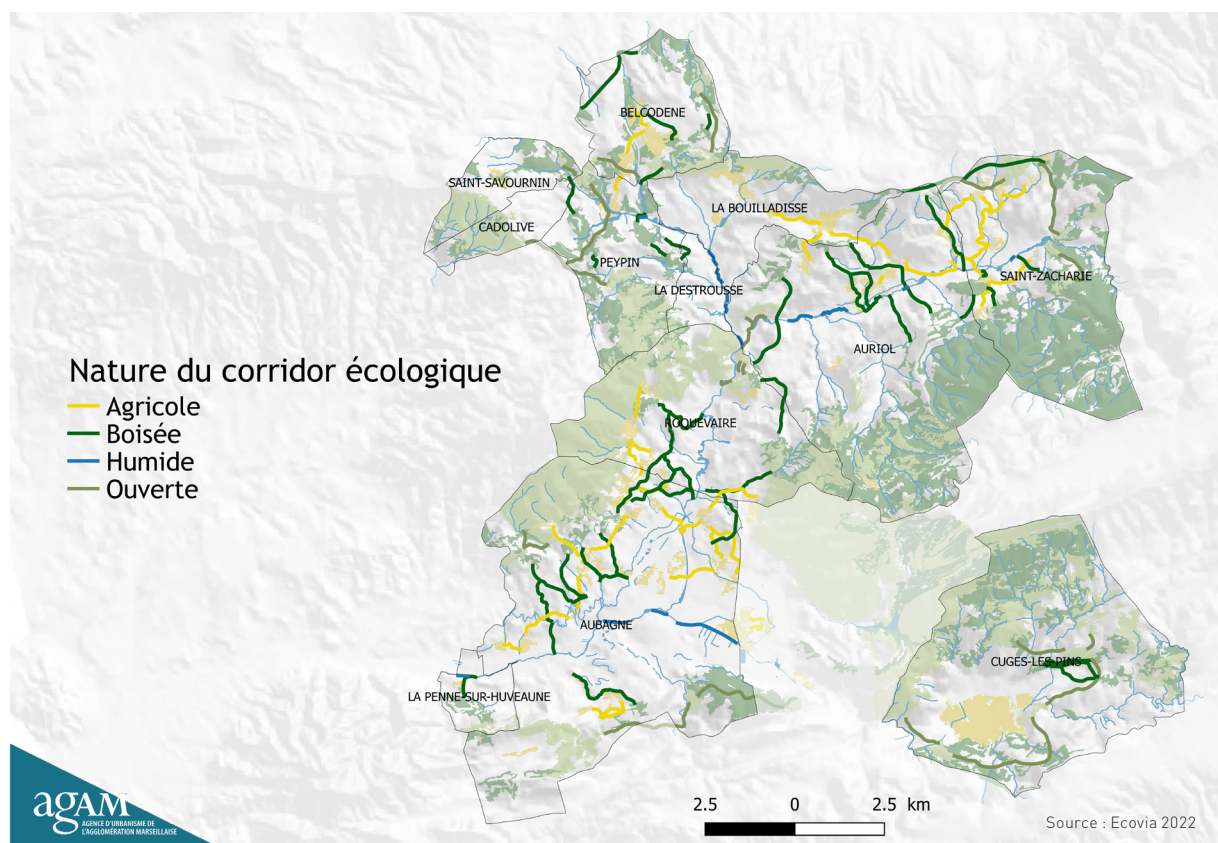 BELCODENE
SAINT-SAVOURNIN
LA BOUILLADISSE
CADOLIVE
PEYPIN
SAINT-ZACHARIE
LA DESTROUSSE
AURIOL
Nature du corridor écologique
Agricole
Boisée
Humide
Ouverte
ROQUEVAIRE
AUBAGNE
CUGES-LES-PINS
LA PENNE-SUR-HUVEAUNE
agAM
AGENCE D'URBANISME DE
L'AGGLOMÉRATION MARSEILLAISE
2.5 0 2.5 km
Source : Ecovia 2022